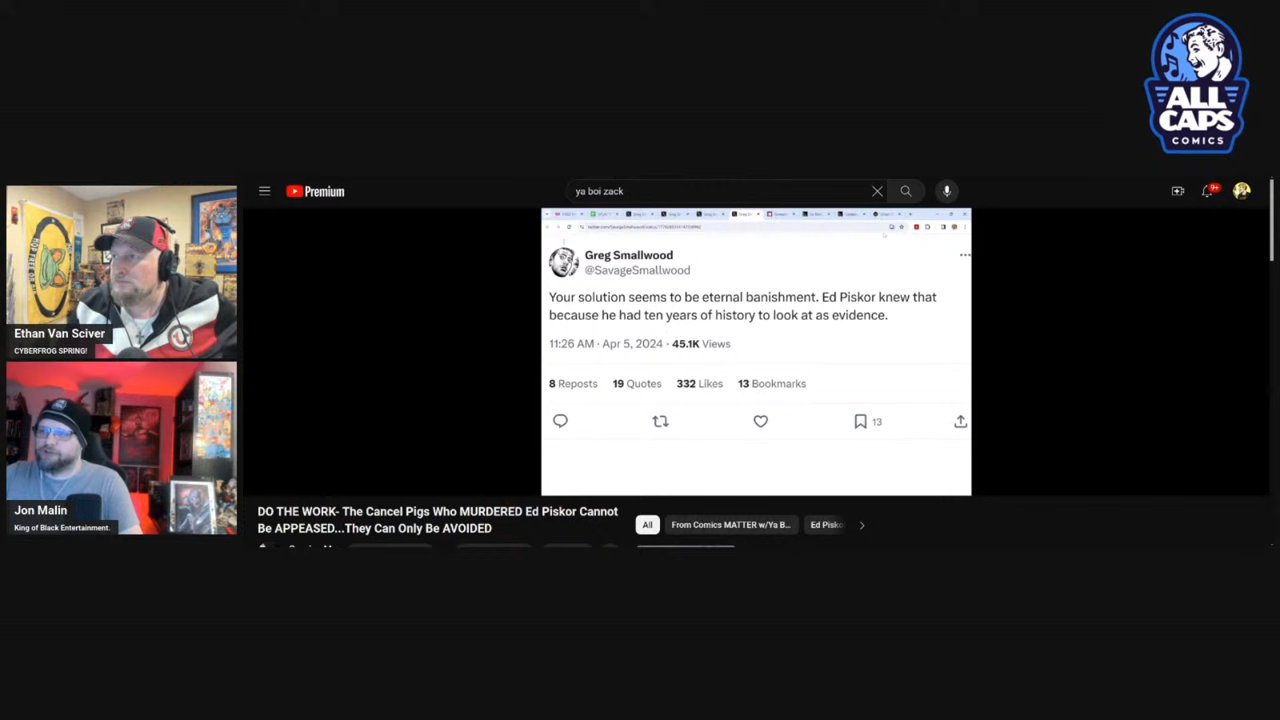 ALL
CAPS
COMICS
Premium
ya boi zack
9+
Greg Smallwood
@SavageSmallwood
Your solution seems to be eternal banishment. Ed Piskor knew that
because he had ten years of history to look at as evidence.
11:26 AM · Apr 5, 2024 · 45.1K Views
8 Reposts 19 Quotes 332 Likes 13 Bookmarks
13
Ethan Van Sciver
CYBERFROG SPRING!
Jon Malin
King of Black Entertainment.
DO THE WORK- The Cancel Pigs Who MURDERED Ed Piskor Cannot
Be APPEASED...They Can Only Be AVOIDED
All From Comics MATTER w/Ya B... Ed Pisko